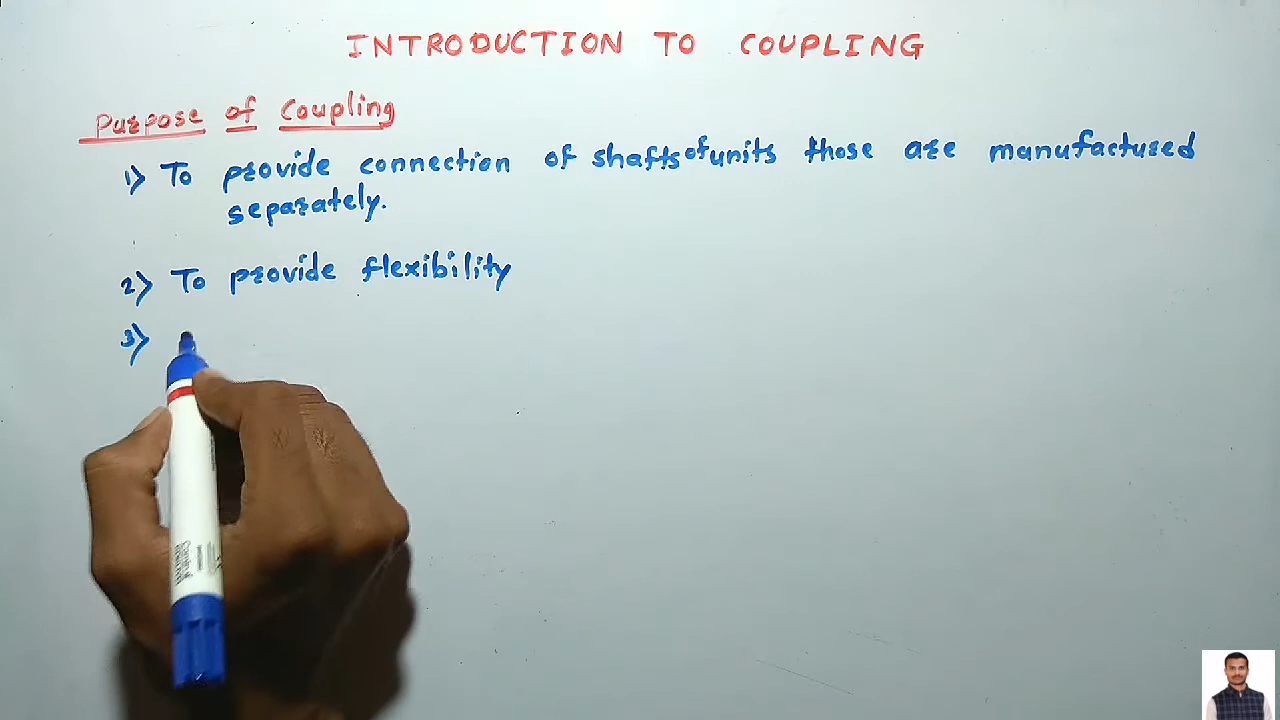 INTRODUCTION TO COUPLING
Purpose of Coupling
1) To provide connection of shafts of units those are manufactured
separately.
2) To provide flexibility
3)